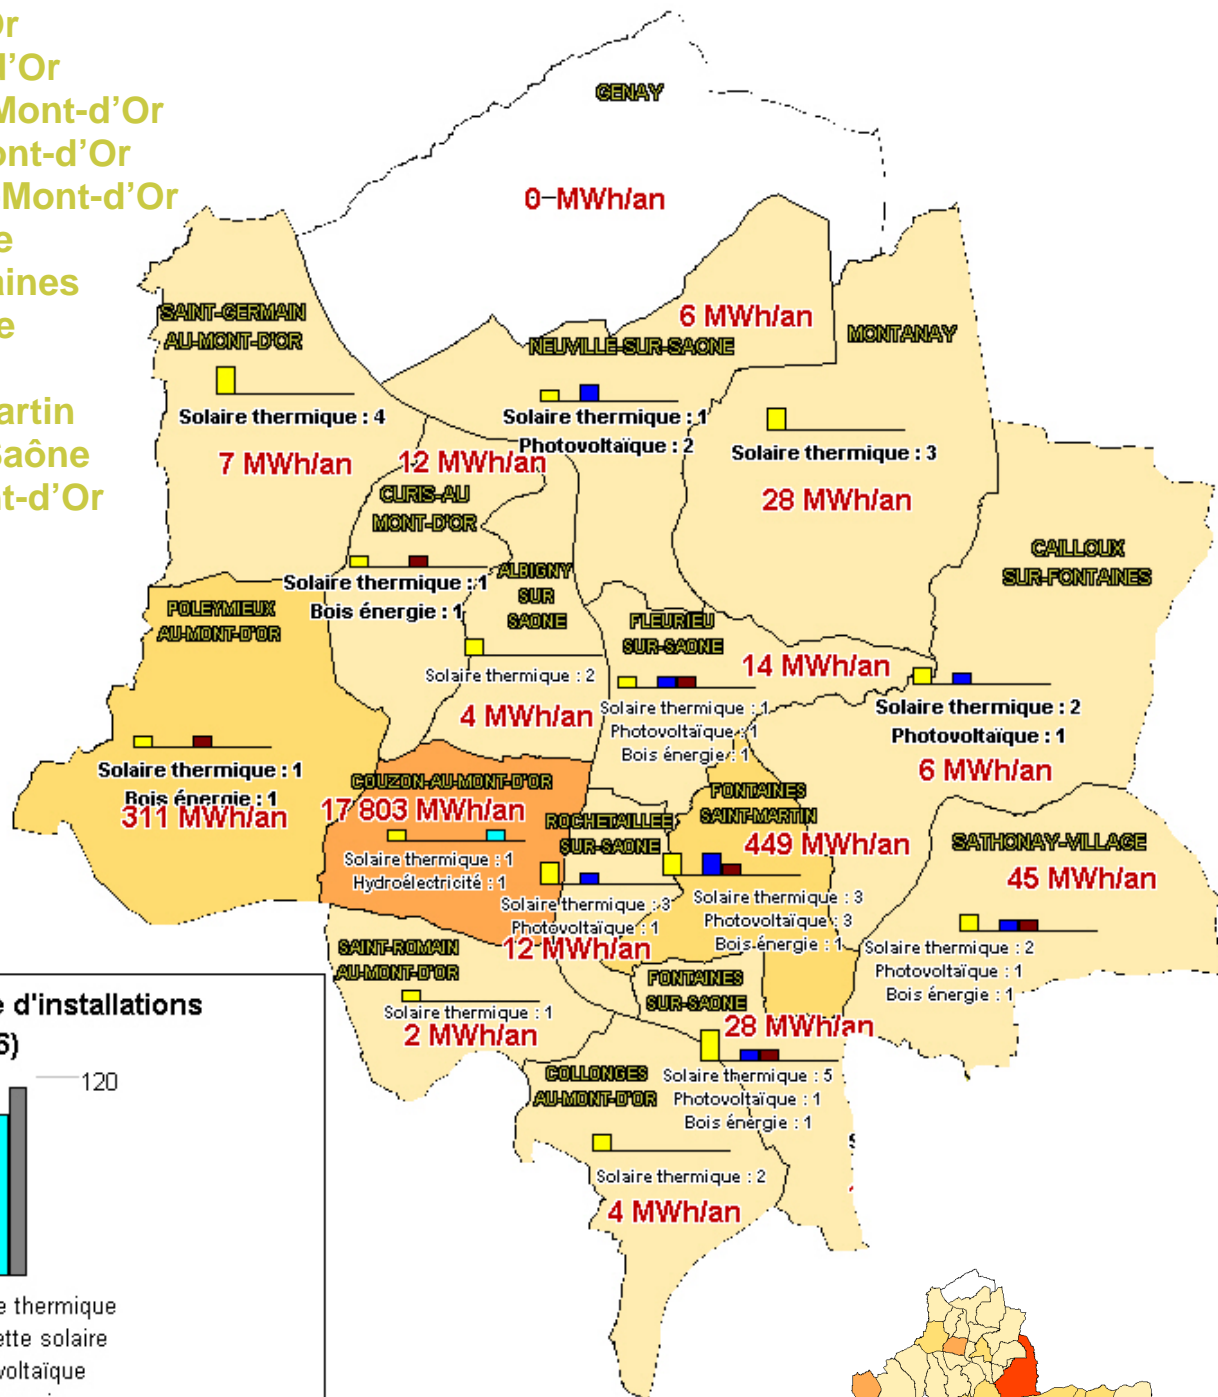 Or
d'Or
Mont-d'Or
ont-d'Or
Mont-d'Or
e
aines
e
artin
Saône
nt-d'Or
GENAY
0 MWh/an
SAINT-GERMAIN
AU-MONT-D'OR
Solaire thermique : 4
7 MWh/an
6 MWh/an
NEUVILLE-SUR-SAONE
Solaire thermique : 1
Photovoltaïque : 2
MONTANAY
Solaire thermique : 3
28 MWh/an
12 MWh/an
CURIS-AU
MONT-D'OR
Solaire thermique : 1
Bois énergie : 1
ALBIGNY
SUR
SAONE
Solaire thermique : 2
4 MWh/an
CAILLOUX
SUR-FONTAINES
Solaire thermique : 2
Photovoltaïque : 1
6 MWh/an
POLEYMIEUX
AU-MONT-D'OR
Solaire thermique : 1
Bois énergie : 1
311 MWh/an
FLEURIEU
SUR-SAONE
14 MWh/an
Solaire thermique : 1
Photovoltaïque : 1
Bois énergie : 1
COUZON-AU-MONT-D'OR
17 803 MWh/an
Solaire thermique : 1
Hydroélectricité : 1
ROCHETAILLEE
SUR-SAONE
Solaire thermique : 3
Photovoltaïque : 1
12 MWh/an
FONTAINES
SAINT-MARTIN
449 MWh/an
Solaire thermique : 3
Photovoltaïque : 3
Bois énergie : 1
SATHONAY-VILLAGE
45 MWh/an
Solaire thermique : 2
Photovoltaïque : 1
Bois énergie : 1
SAINT-ROMAIN
AU-MONT-D'OR
Solaire thermique : 1
2 MWh/an
FONTAINES
SUR-SAONE
28 MWh/an
Solaire thermique : 5
Photovoltaïque : 1
Bois énergie : 1
COLLONGES
AU-MONT-D'OR
Solaire thermique : 2
4 MWh/an
e d'installations
6)
120
e thermique
ette solaire
voltaïque